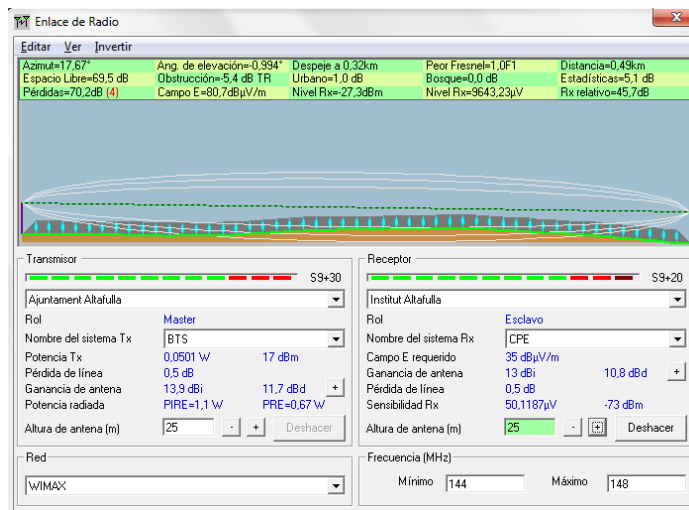 Enlace de Radio
Editar Ver Invertir
Azimut=17,67° Ang. de elevación=-0,994° Despeje a 0,32km Peor Fresnel=1,0F1 Distancia=0,49km
Espacio Libre=69,5 dB Obstrucción=-5,4 dB TR Urbano=1,0 dB Bosque=0,0 dB Estadísticas=5,1 dB
Pérdidas=70,2dB (4) Campo E=80,7dBµV/m Nivel Rx=-27,3dBm Nivel Rx=9643,23µV Rx relativo=45,7dB
Transmisor
S9+30
Ajuntament Altafulla
Rol Master
Nombre del sistema Tx BTS
Potencia Tx 0,0501 W 17 dBm
Pérdida de línea 0,5 dB
Ganancia de antena 13,9 dBi 11,7 dBd +
Potencia radiada PIRE=1,1 W PRE=0,67 W
Altura de antena (m) 25 - + Deshacer
Receptor
S9+20
Institut Altafulla
Rol Esclavo
Nombre del sistema Rx CPE
Campo E requerido 35 dBµV/m
Ganancia de antena 13 dBi 10,8 dBd +
Pérdida de línea 0,5 dB
Sensibilidad Rx 50,1187µV -73 dBm
Altura de antena (m) 25 - + Deshacer
Red
WIMAX
Frecuencia (MHz)
Mínimo 144 Máximo 148